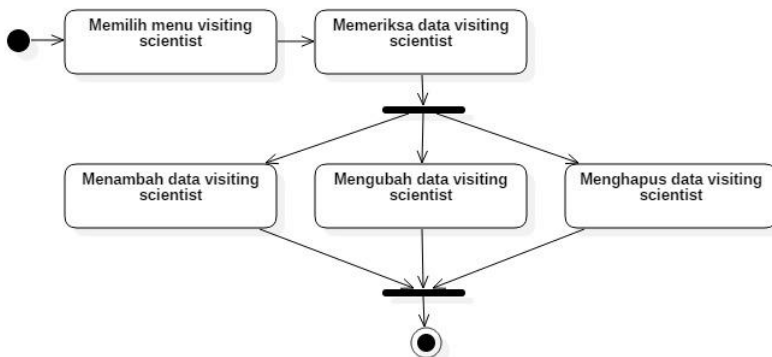 Memilih menu visiting
scientist
Memeriksa data visiting
scientist
Menambah data visiting
scientist
Mengubah data visiting
scientist
Menghapus data visiting
scientist